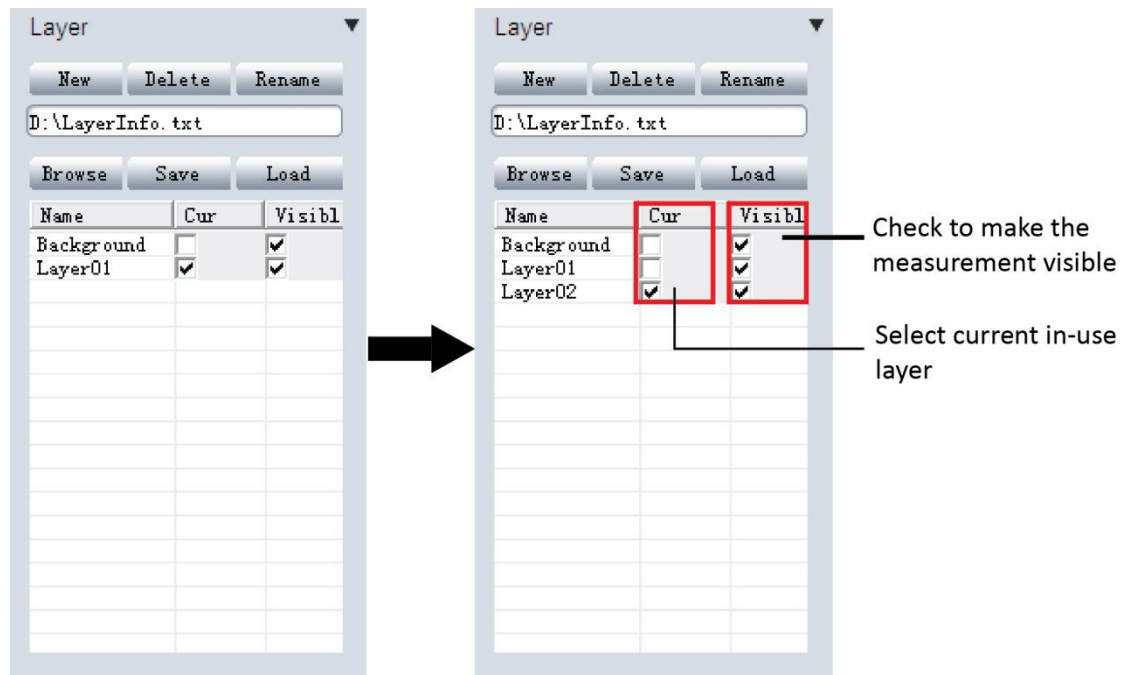 Layer
New Delete Rename
D:\LayerInfo.txt
Browse Save Load
Name Cur Visibl
Background
Layer01
Layer
New Delete Rename
D:\LayerInfo.txt
Browse Save Load
Name Cur Visibl
Background
Layer01
Layer02
Check to make the
measurement visible
Select current in-use
layer